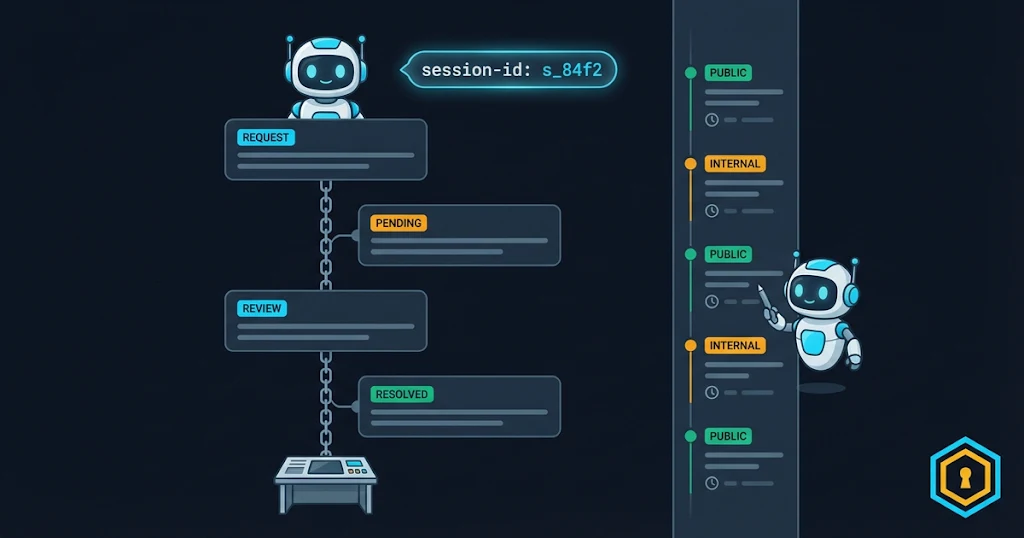 session-id: s_84f2
REQUEST
PENDING
REVIEW
RESOLVED
PUBLIC
INTERNAL
PUBLIC
INTERNAL
PUBLIC